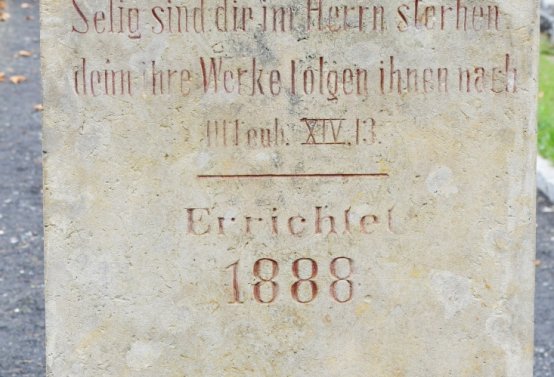 Selig sind die im Herrn sterben
denn ihre Werke folgen ihnen nach
Offenb. XIV. 13.
Errichtet
1888